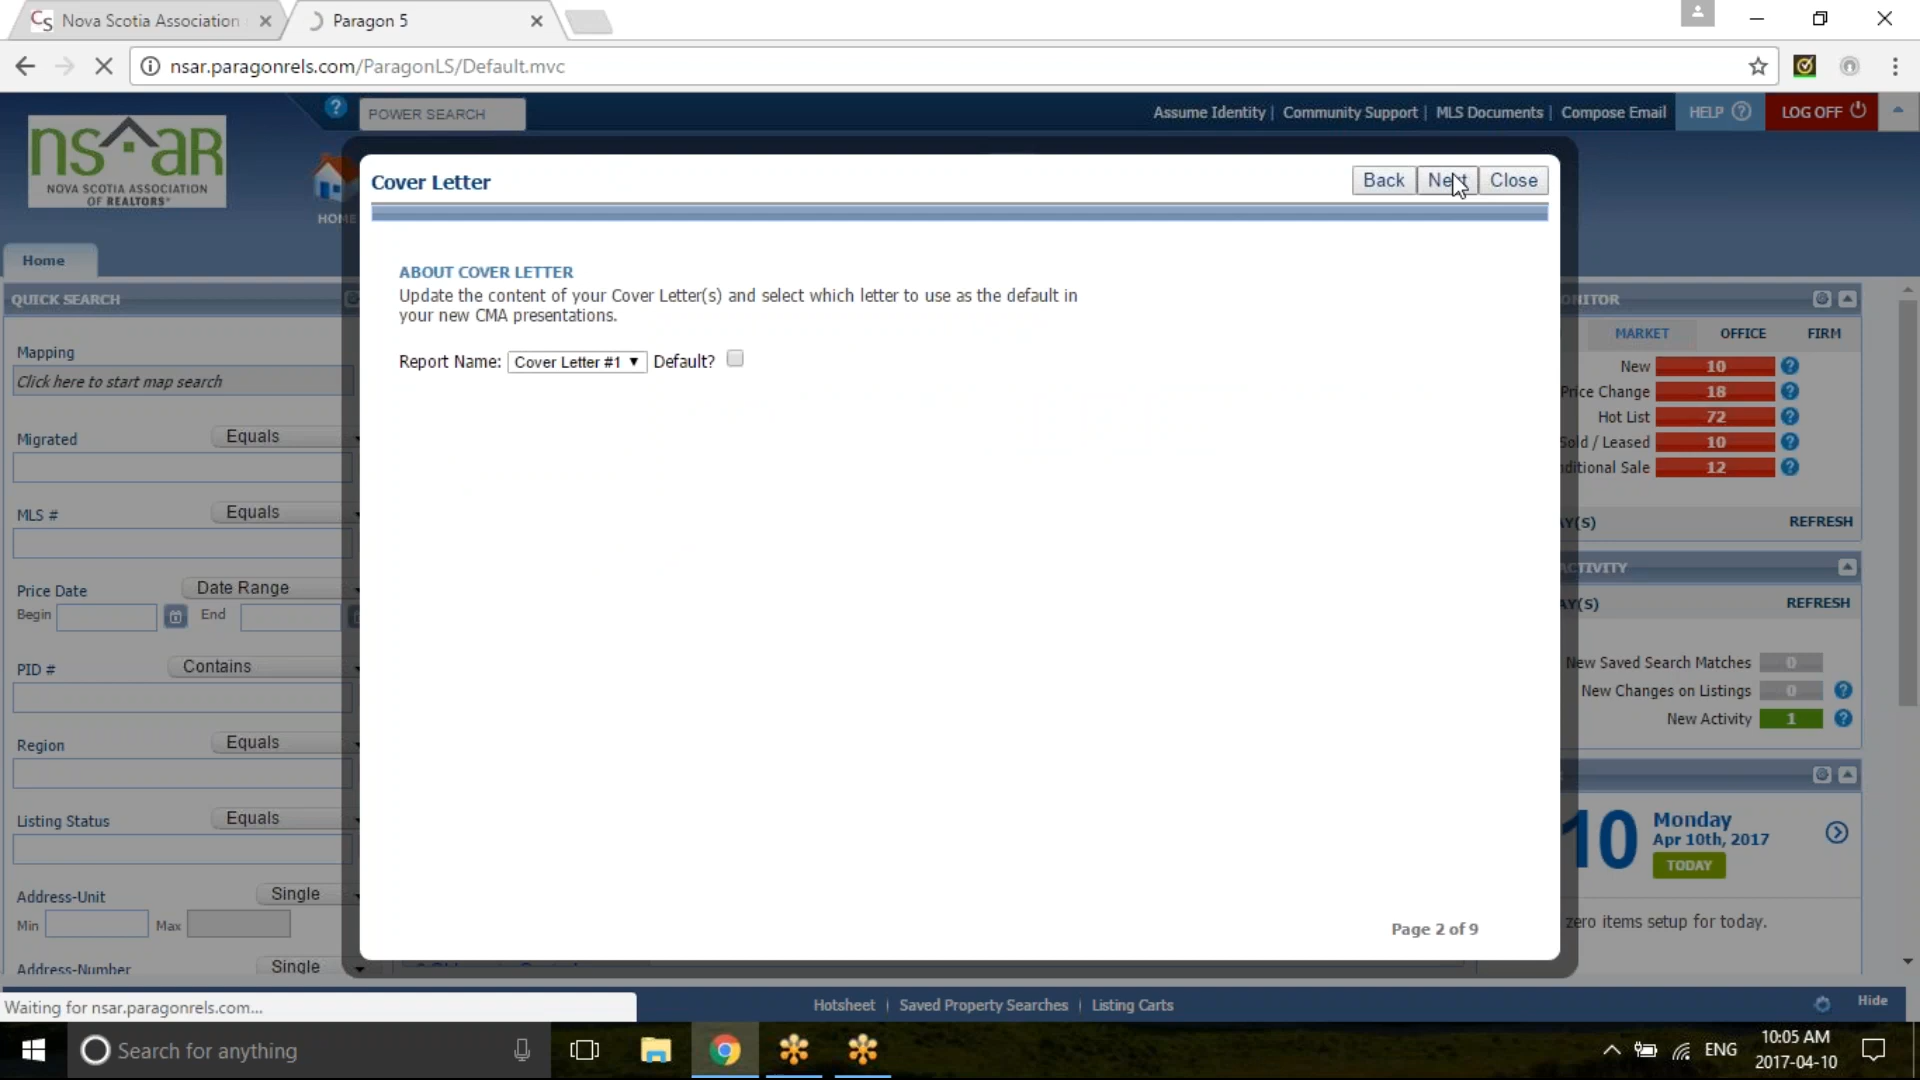 Nova Scotia Association
Paragon 5
nsar.paragonrels.com/ParagonLS/Default.mvc
POWER SEARCH
Assume Identity | Community Support | MLS Documents | Compose Email
HELP
LOG OFF
nsaR
NOVA SCOTIA ASSOCIATION
OF REALTORS
HOME
Home
Cover Letter
Back
Next
Close
ABOUT COVER LETTER
Update the content of your Cover Letter(s) and select which letter to use as the default in
your new CMA presentations.
Report Name: Cover Letter #1 Default?
Page 2 of 9
QUICK SEARCH
Mapping
Click here to start map search
Migrated Equals
MLS # Equals
Price Date Date Range
Begin End
PID # Contains
Region Equals
Listing Status Equals
Address-Unit Single
Min Max
Address-Number Single
NITOR
MARKET OFFICE FIRM
New 10
Price Change 18
Hot List 72
Sold / Leased 10
ditional Sale 12
AY(S) REFRESH
ACTIVITY
AY(S) REFRESH
New Saved Search Matches 0
New Changes on Listings 0
New Activity 1
10
Monday
Apr 10th, 2017
TODAY
zero items setup for today.
Waiting for nsar.paragonrels.com...
Hotsheet | Saved Property Searches | Listing Carts
Hide
Search for anything
ENG
10:05 AM
2017-04-10